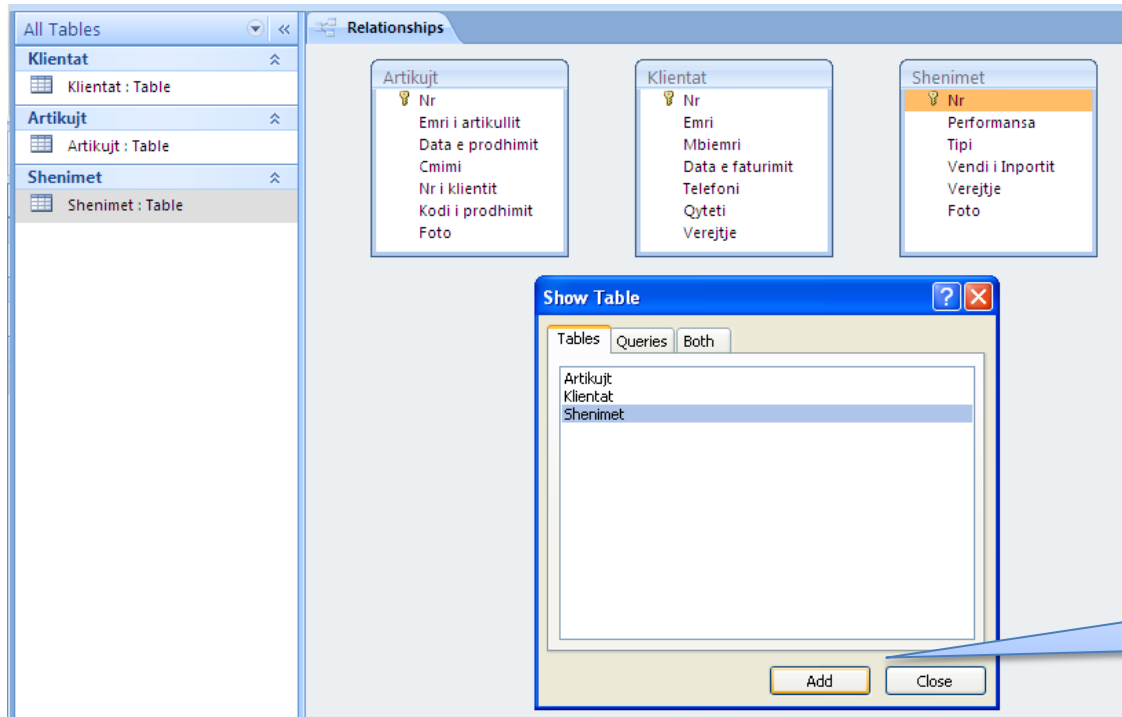 All Tables
Klientat
Klientat : Table
Artikujt
Artikujt : Table
Shenimet
Shenimet : Table
Relationships
Artikujt
Nr
Emri i artikullit
Data e prodhimit
Cmimi
Nr i klientit
Kodi i prodhimit
Foto
Klientat
Nr
Emri
Mbiemri
Data e faturimit
Telefoni
Qyteti
Verejtje
Shenimet
Nr
Performansa
Tipi
Vendi i Inportit
Verejtje
Foto
Show Table
Tables Queries Both
Artikujt
Klientat
Shenimet
Add Close